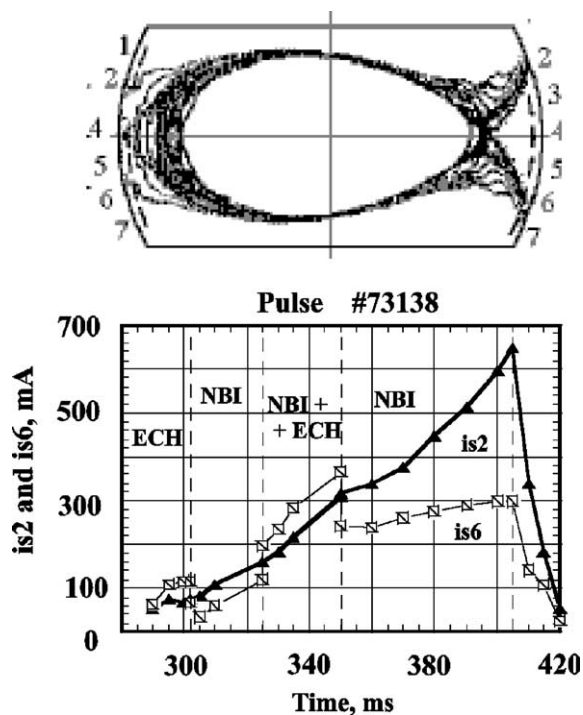 1
2
4
5
6
7
2
3
4
5
6
7
Pulse #73138
is2 and is6, mA
700
500
300
100
0
ECH
NBI
NBI +
+ ECH
NBI
is2
is6
300 340 380 420
Time, ms